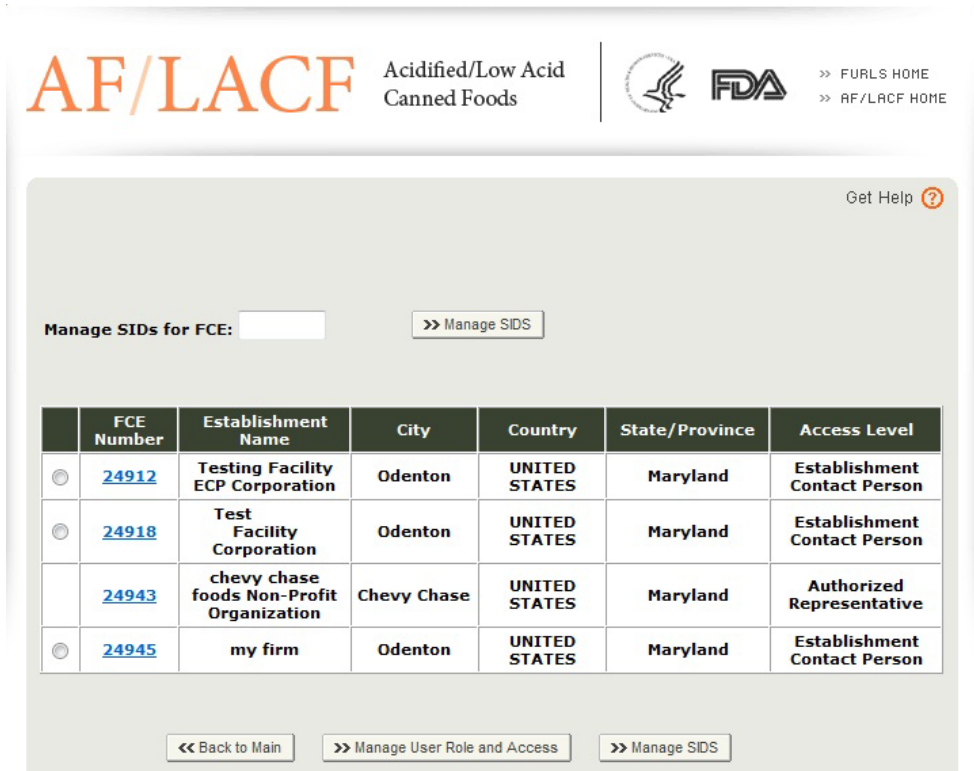 AF/LACF
Acidified/Low Acid
Canned Foods
FDA
>> FURLS HOME
>> AF/LACF HOME
Get Help ?
Manage SIDs for FCE:
>> Manage SIDS
FCE Number Establishment Name City Country State/Province Access Level
24912 Testing Facility ECP Corporation Odenton UNITED STATES Maryland Establishment Contact Person
24918 Test Facility Corporation Odenton UNITED STATES Maryland Establishment Contact Person
24943 chevy chase foods Non-Profit Organization Chevy Chase UNITED STATES Maryland Authorized Representative
24945 my firm Odenton UNITED STATES Maryland Establishment Contact Person
<< Back to Main >> Manage User Role and Access >> Manage SIDS